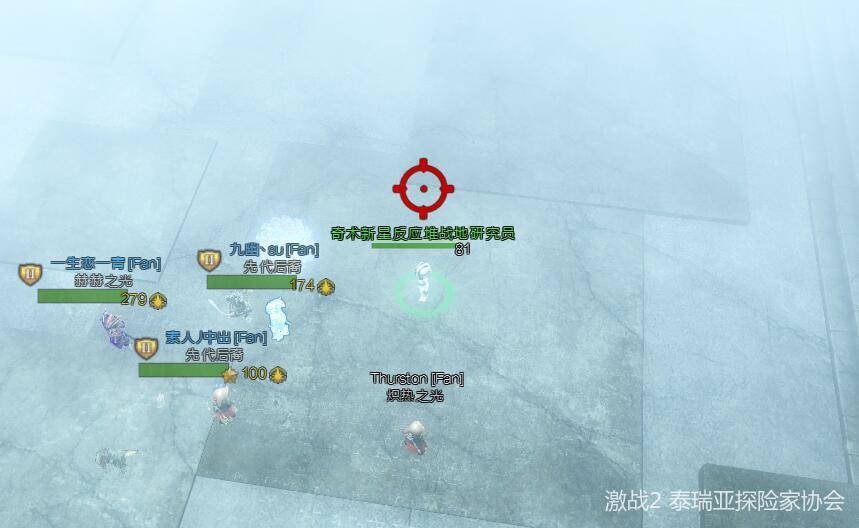 奇术新星反应堆战地研究员
81
九幽丶su [Fan]
先代后裔
174
一生恋一青 [Fan]
赫赫之光
279
素人丿中出 [Fan]
先代后裔
100
Thurston [Fan]
炽热之光
激战2 泰瑞亚探险家协会